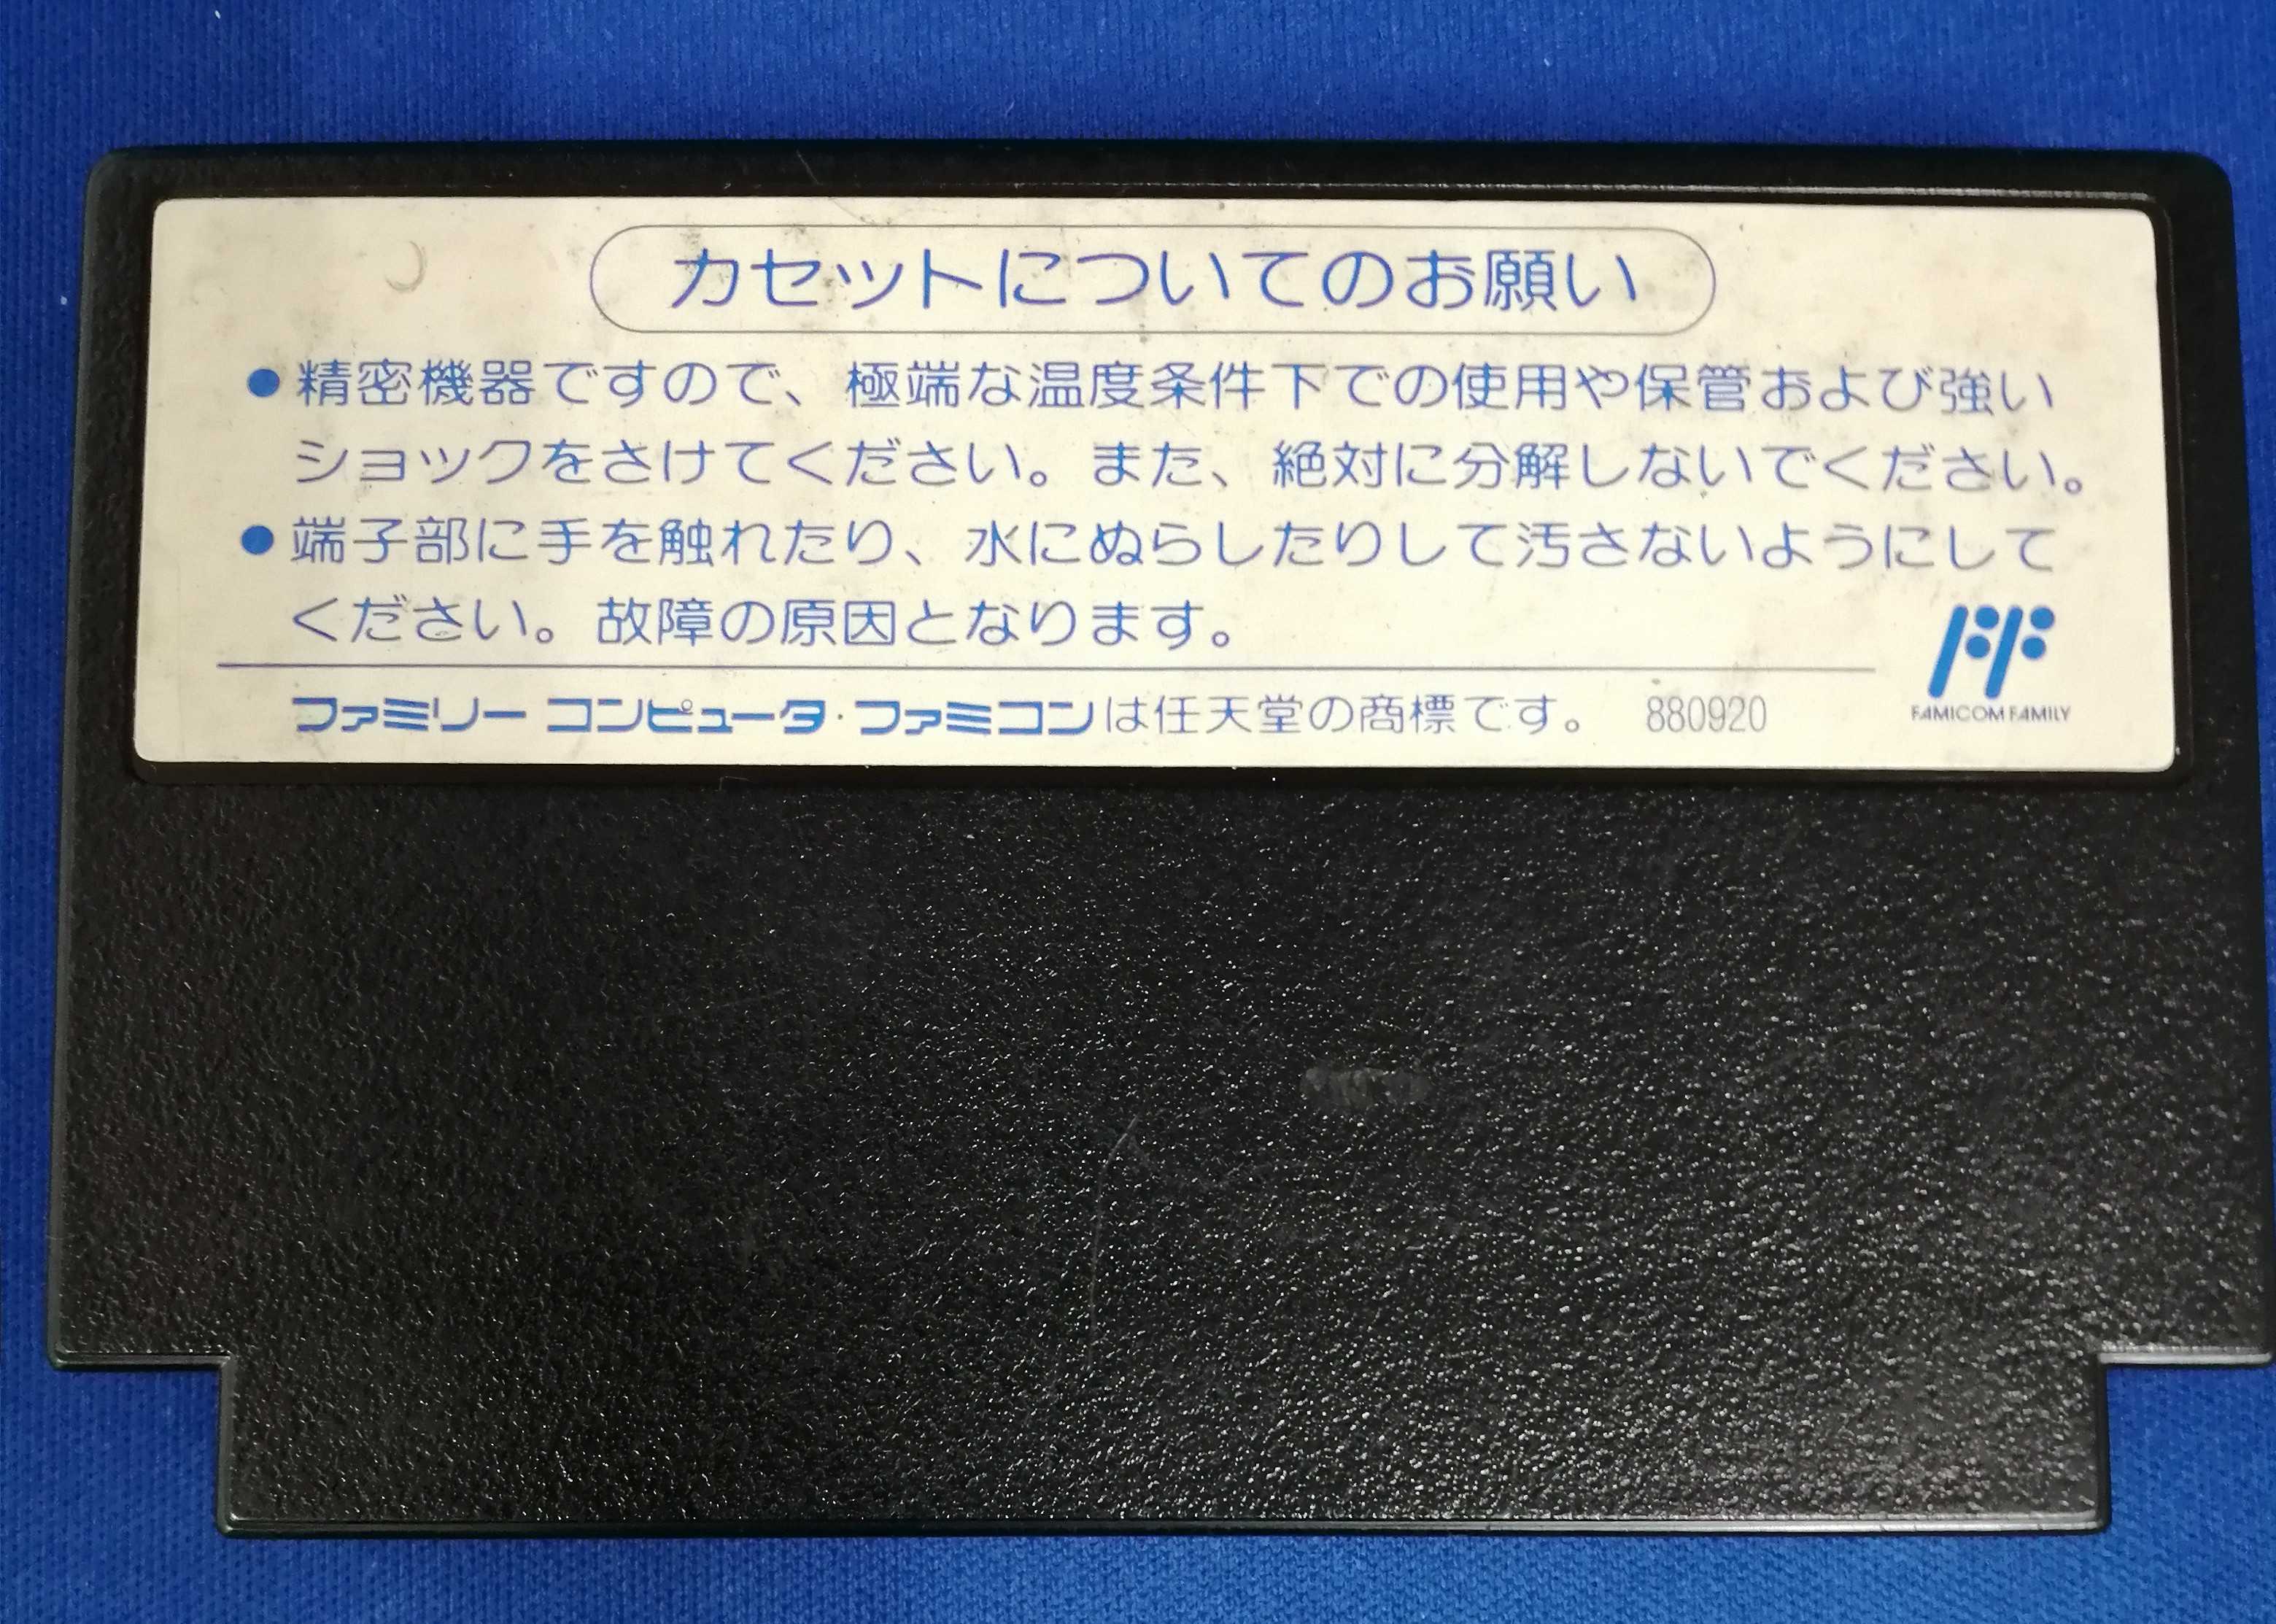 カセットについてのお願い
●精密機器ですので、極端な温度条件下での使用や保管および強い
ショックをさけてください。また、絶対に分解しないでください。
●端子部に手を触れたり、水にぬらしたりして汚さないようにして
ください。故障の原因となります。
ファミリー コンピュータ・ファミコンは任天堂の商標です。 880920
FAMICOM FAMILY